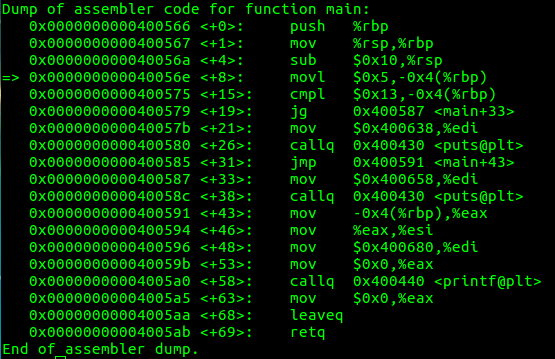 Dump of assembler code for function main:
   0x0000000000400566 <+0>:     push   %rbp
   0x0000000000400567 <+1>:     mov    %rsp,%rbp
   0x000000000040056a <+4>:     sub    $0x10,%rsp
=> 0x000000000040056e <+8>:     movl   $0x5,-0x4(%rbp)
   0x0000000000400575 <+15>:    cmpl   $0x13,-0x4(%rbp)
   0x0000000000400579 <+19>:    jg     0x400587 <main+33>
   0x000000000040057b <+21>:    mov    $0x400638,%edi
   0x0000000000400580 <+26>:    callq  0x400430 <puts@plt>
   0x0000000000400585 <+31>:    jmp    0x400591 <main+43>
   0x0000000000400587 <+33>:    mov    $0x400658,%edi
   0x000000000040058c <+38>:    callq  0x400430 <puts@plt>
   0x0000000000400591 <+43>:    mov    -0x4(%rbp),%eax
   0x0000000000400594 <+46>:    mov    %eax,%esi
   0x0000000000400596 <+48>:    mov    $0x400680,%edi
   0x000000000040059b <+53>:    mov    $0x0,%eax
   0x00000000004005a0 <+58>:    callq  0x400440 <printf@plt>
   0x00000000004005a5 <+63>:    mov    $0x0,%eax
   0x00000000004005aa <+68>:    leaveq
   0x00000000004005ab <+69>:    retq
End of assembler dump.